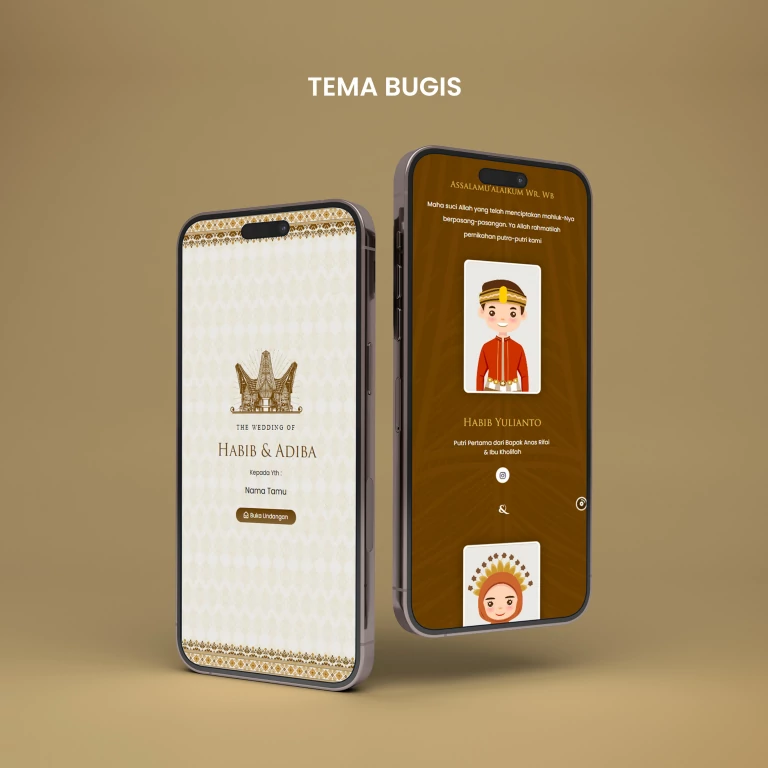 TEMA BUGIS
THE WEDDING OF
HABIB & ADIBA
Kepada Yth :
Nama Tamu
Buka Undangan
ASSALAMU'ALAIKUM WR. WB
Maha suci Allah yang telah menciptakan mahluk-Nya
berpasang-pasangan. Ya Allah rahmatilah
pernikahan putra-putri kami
HABIB YULIANTO
Putri Pertama dari Bapak Anas Rifai
& Ibu Kholifah
&